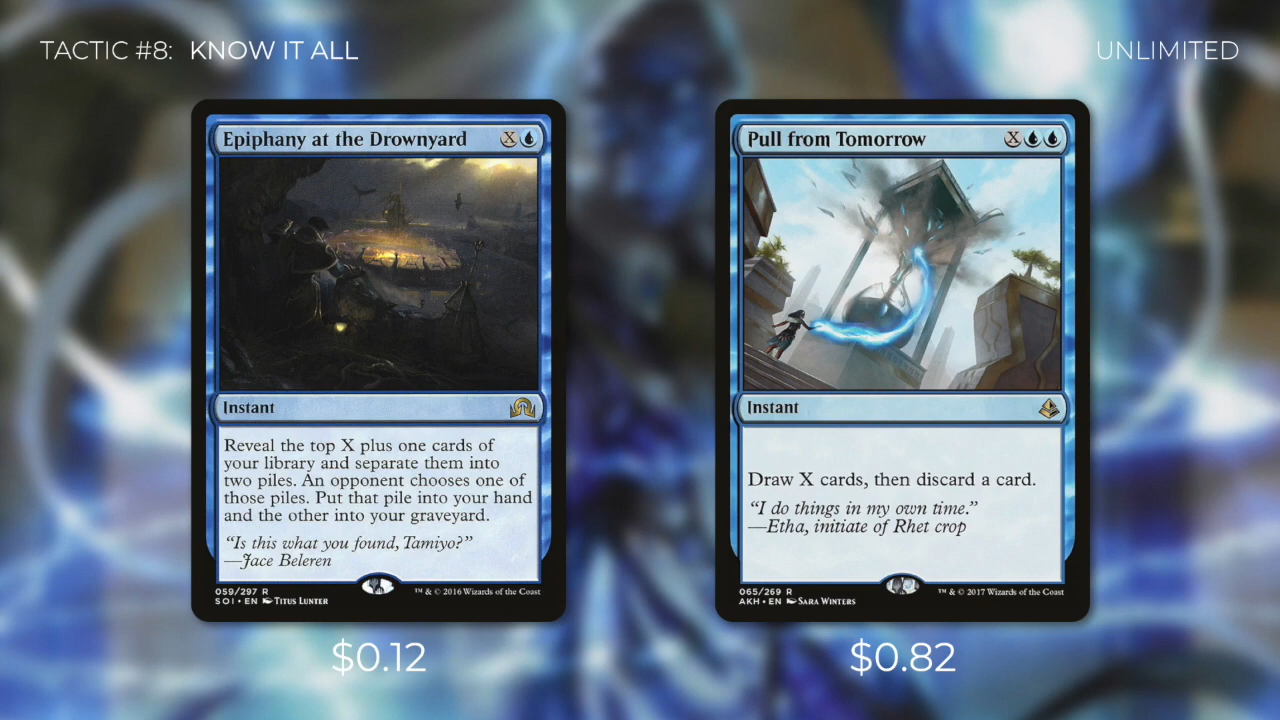 TACTIC #8: KNOW IT ALL
UNLIMITED
Epiphany at the Drownyard X
Instant
Reveal the top X plus one cards of
your library and separate them into
two piles. An opponent chooses one of
those piles. Put that pile into your hand
and the other into your graveyard.
“Is this what you found, Tamiyo?”
—Jace Beleren
059/297 R
SOI • EN Titus Lunter
™ & © 2016 Wizards of the Coast
$0.12
Pull from Tomorrow X
Instant
Draw X cards, then discard a card.
“I do things in my own time.”
—Etha, initiate of Rhet crop
065/269 R
AKH • EN Sara Winters
™ & © 2017 Wizards of the Coast
$0.82